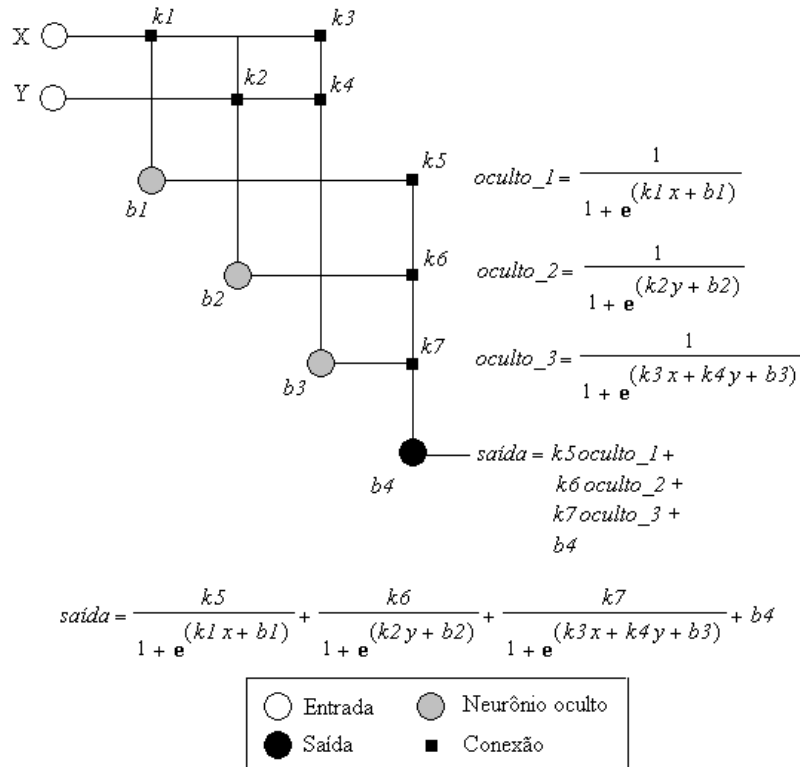 k1
k3
X
k2
k4
Y
k5
oculto_1 = 1 / 1 + e^(k1 x + b1)
b1
k6
oculto_2 = 1 / 1 + e^(k2 y + b2)
b2
k7
oculto_3 = 1 / 1 + e^(k3 x + k4 y + b3)
b3
saída = k5 oculto_1 +
b4
k6 oculto_2 +
k7 oculto_3 +
b4
saída = k5 / 1 + e^(k1 x + b1) + k6 / 1 + e^(k2 y + b2) + k7 / 1 + e^(k3 x + k4 y + b3) + b4
Entrada
Neurônio oculto
Saída
Conexão